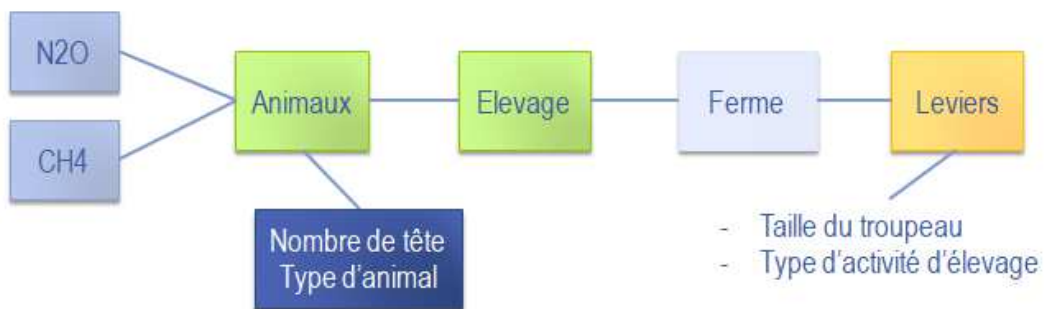 N2O
CH4
Animaux
Elevage
Ferme
Leviers
Nombre de tête
Type d'animal
- Taille du troupeau
- Type d'activité d'élevage